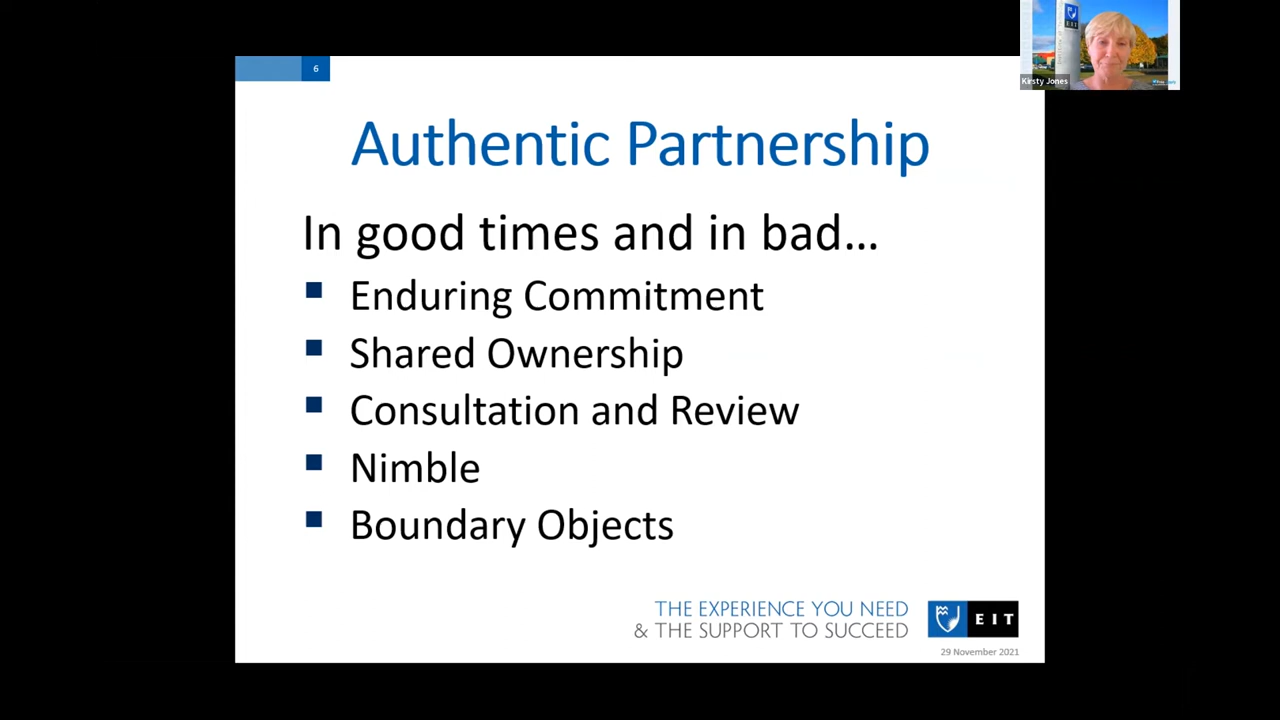 6
Authentic Partnership
In good times and in bad...
Enduring Commitment
Shared Ownership
Consultation and Review
Nimble
Boundary Objects
THE EXPERIENCE YOU NEED
& THE SUPPORT TO SUCCEED
EIT
29 November 2021
EIT
Kirsty Jones